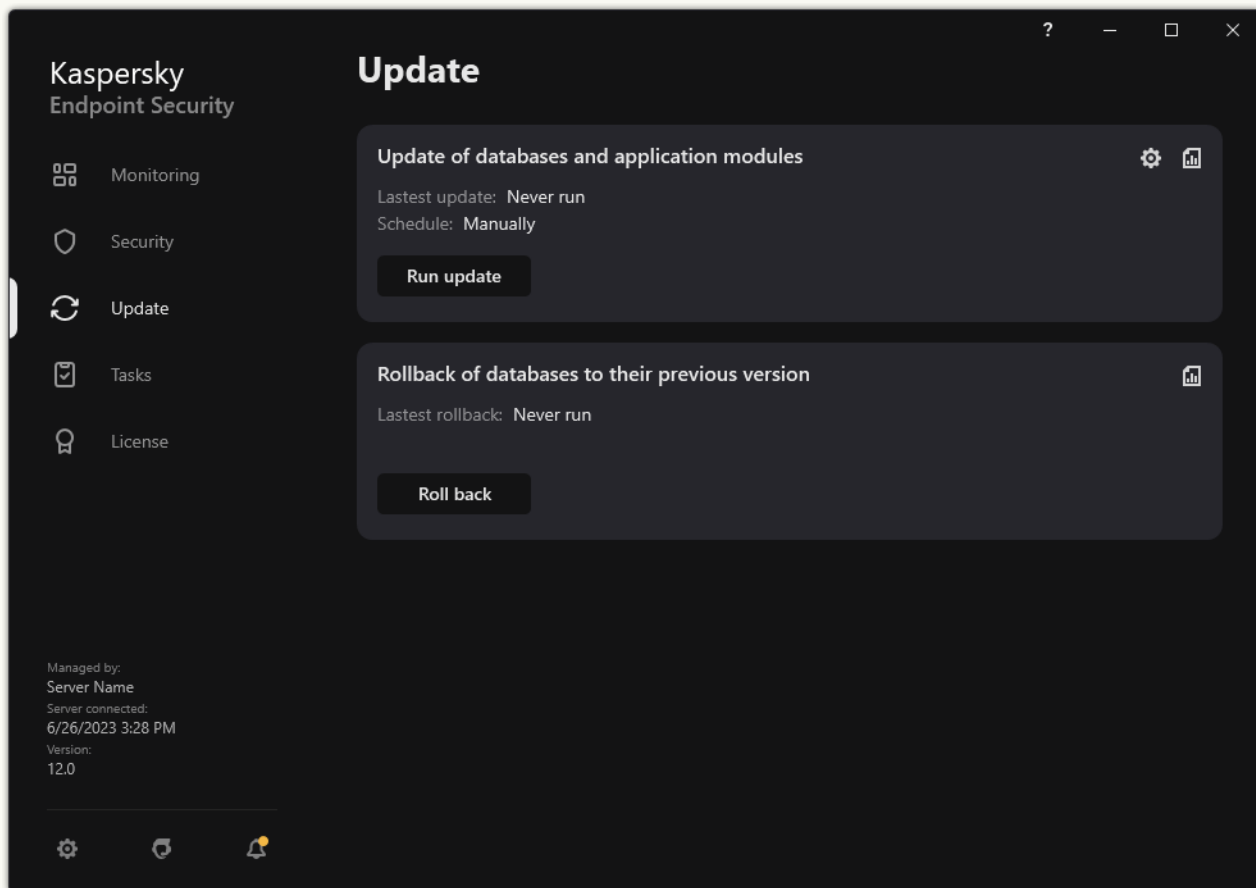 ?
Kaspersky
Endpoint Security
Monitoring
Security
Update
Tasks
License
Managed by:
Server Name
Server connected:
6/26/2023 3:28 PM
Version:
12.0
Update
Update of databases and application modules
Lastest update: Never run
Schedule: Manually
Run update
Rollback of databases to their previous version
Lastest rollback: Never run
Roll back